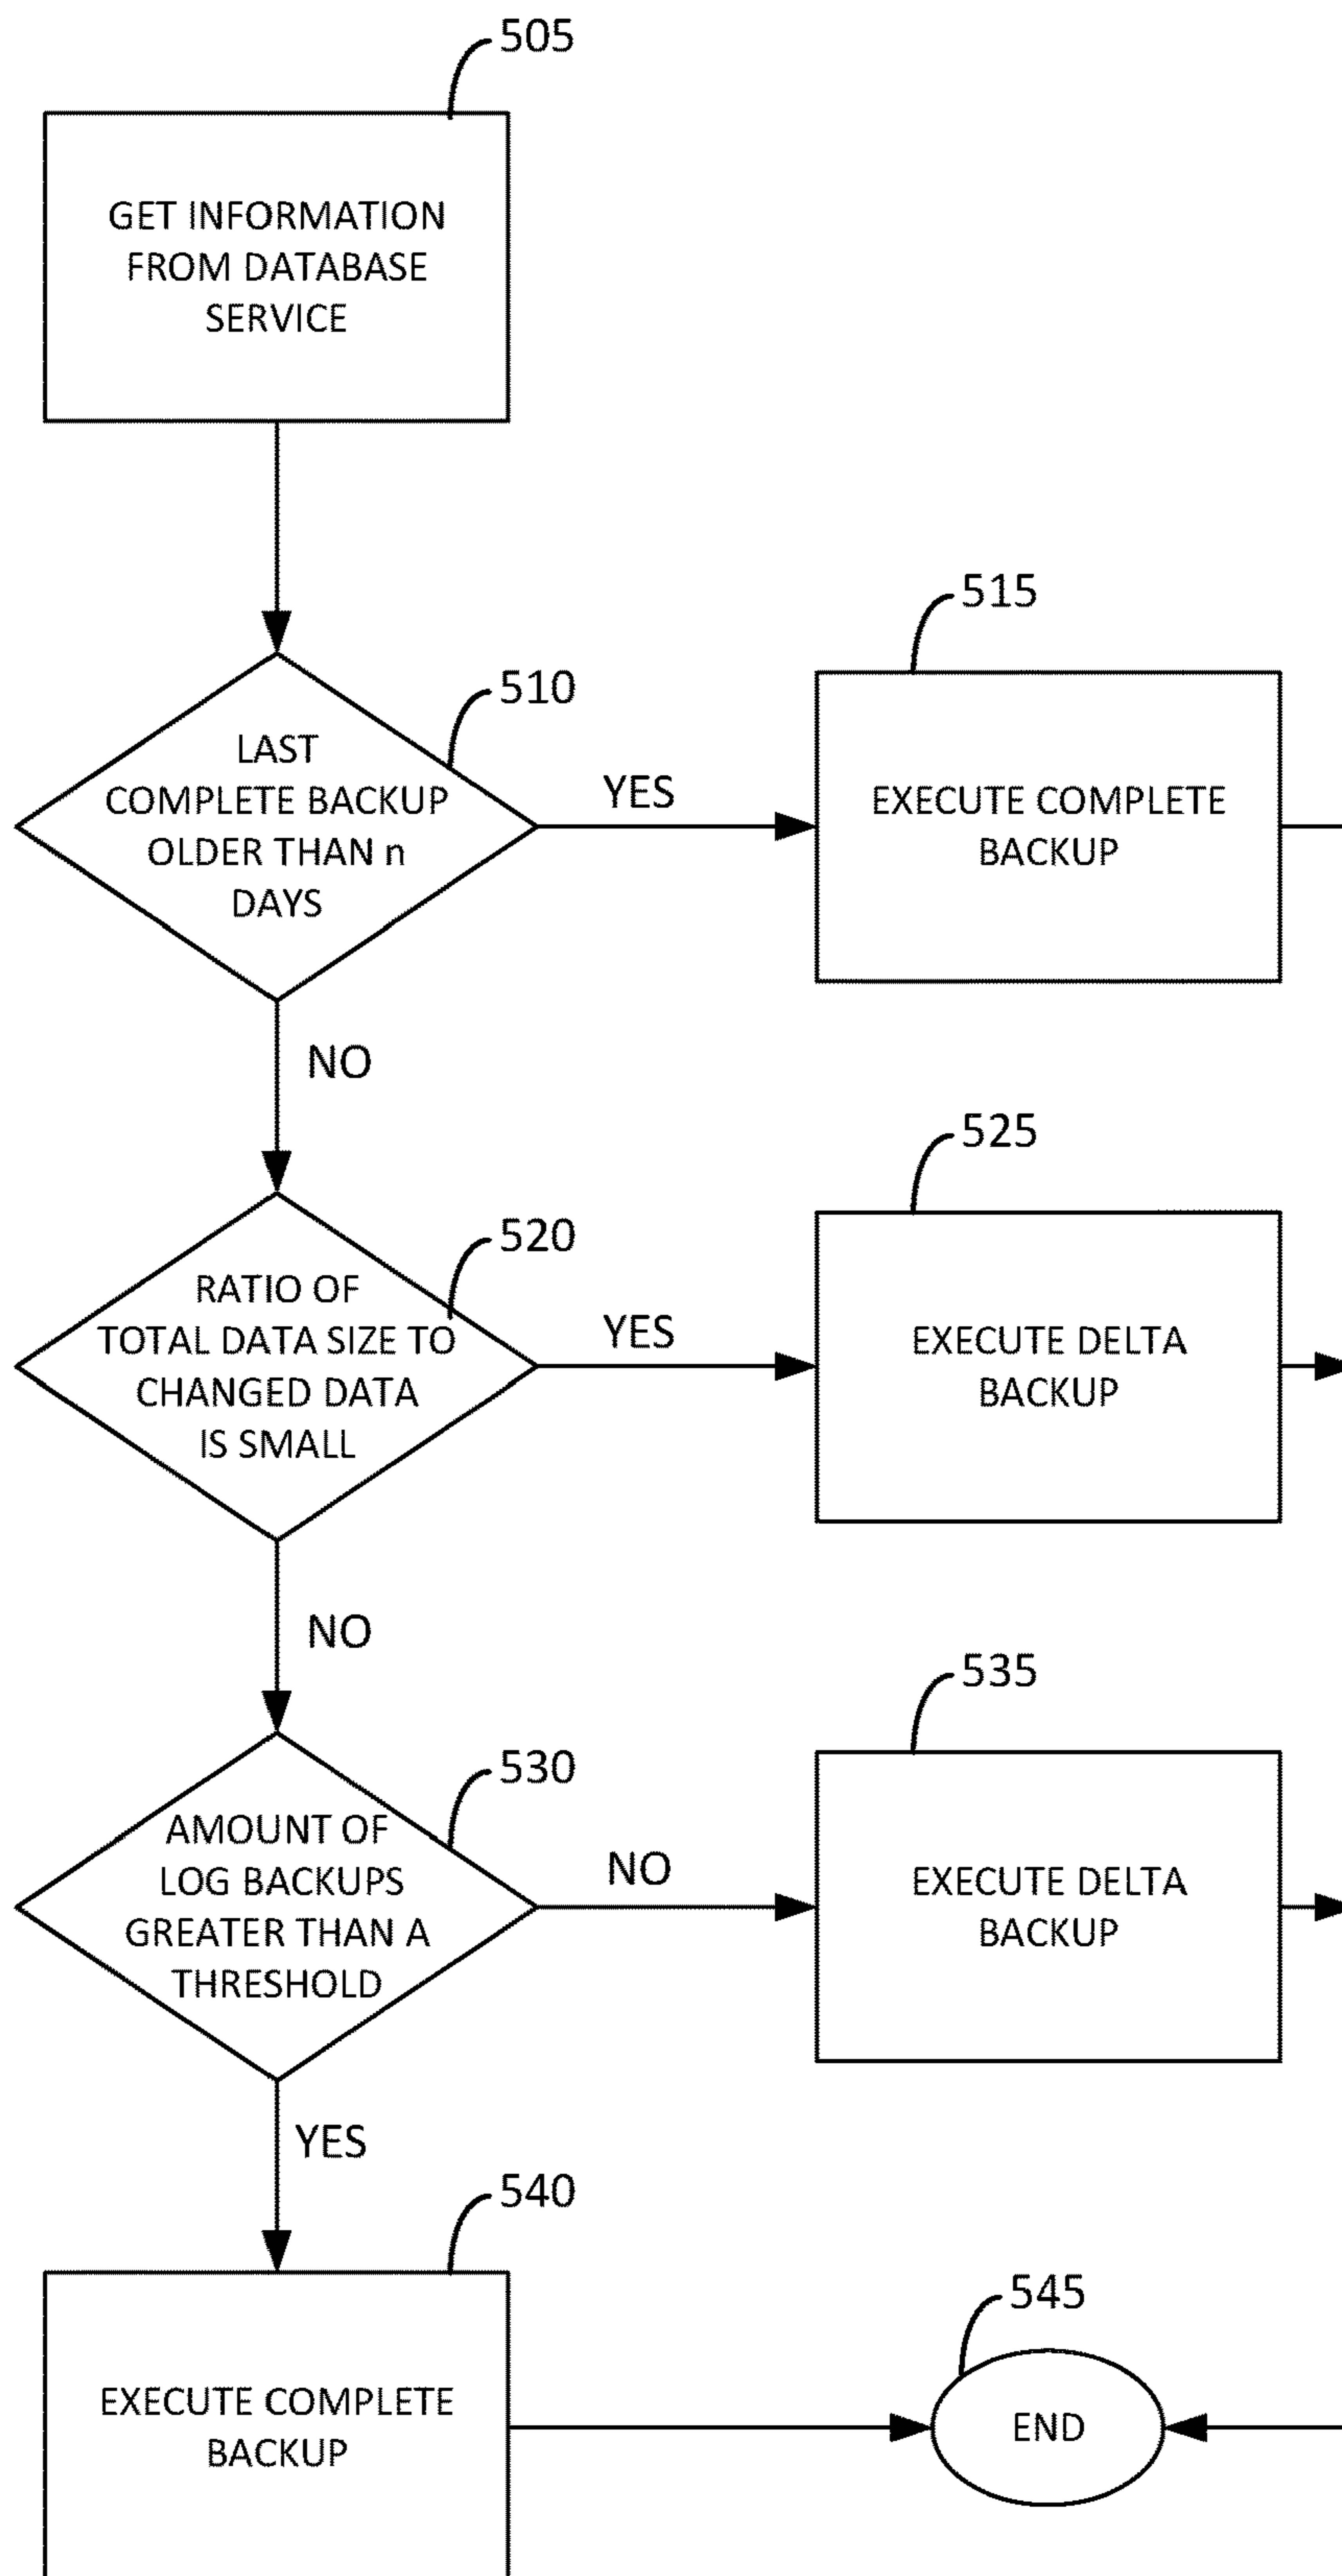 505
GET INFORMATION
FROM DATABASE
SERVICE
510
LAST
COMPLETE BACKUP
OLDER THAN n
DAYS
YES
515
EXECUTE COMPLETE
BACKUP
NO
520
RATIO OF
TOTAL DATA SIZE TO
CHANGED DATA
IS SMALL
YES
525
EXECUTE DELTA
BACKUP
NO
530
AMOUNT OF
LOG BACKUPS
GREATER THAN A
THRESHOLD
NO
535
EXECUTE DELTA
BACKUP
YES
540
EXECUTE COMPLETE
BACKUP
545
END